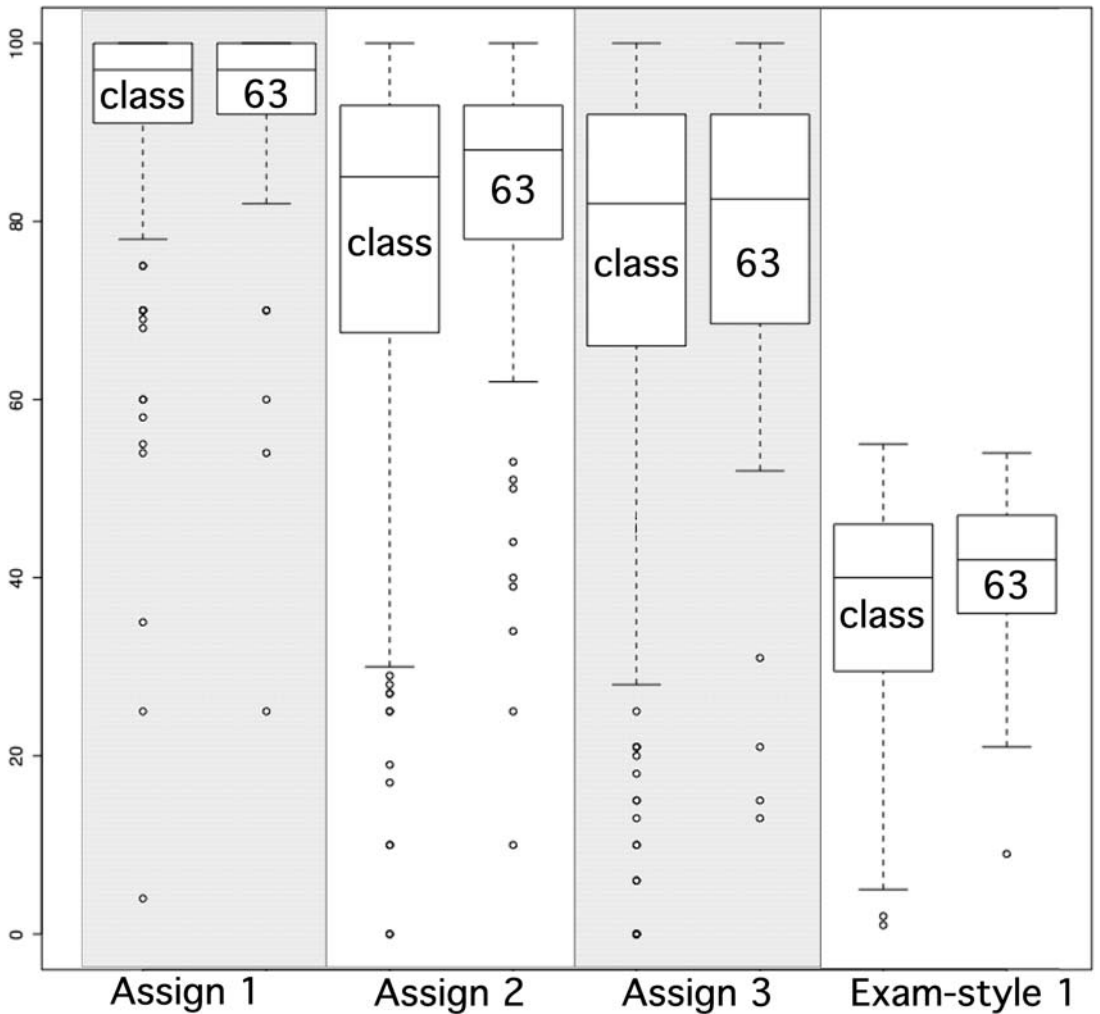 100
80
60
40
20
0
class
63
class
63
class
63
class
63
Assign 1
Assign 2
Assign 3
Exam-style 1